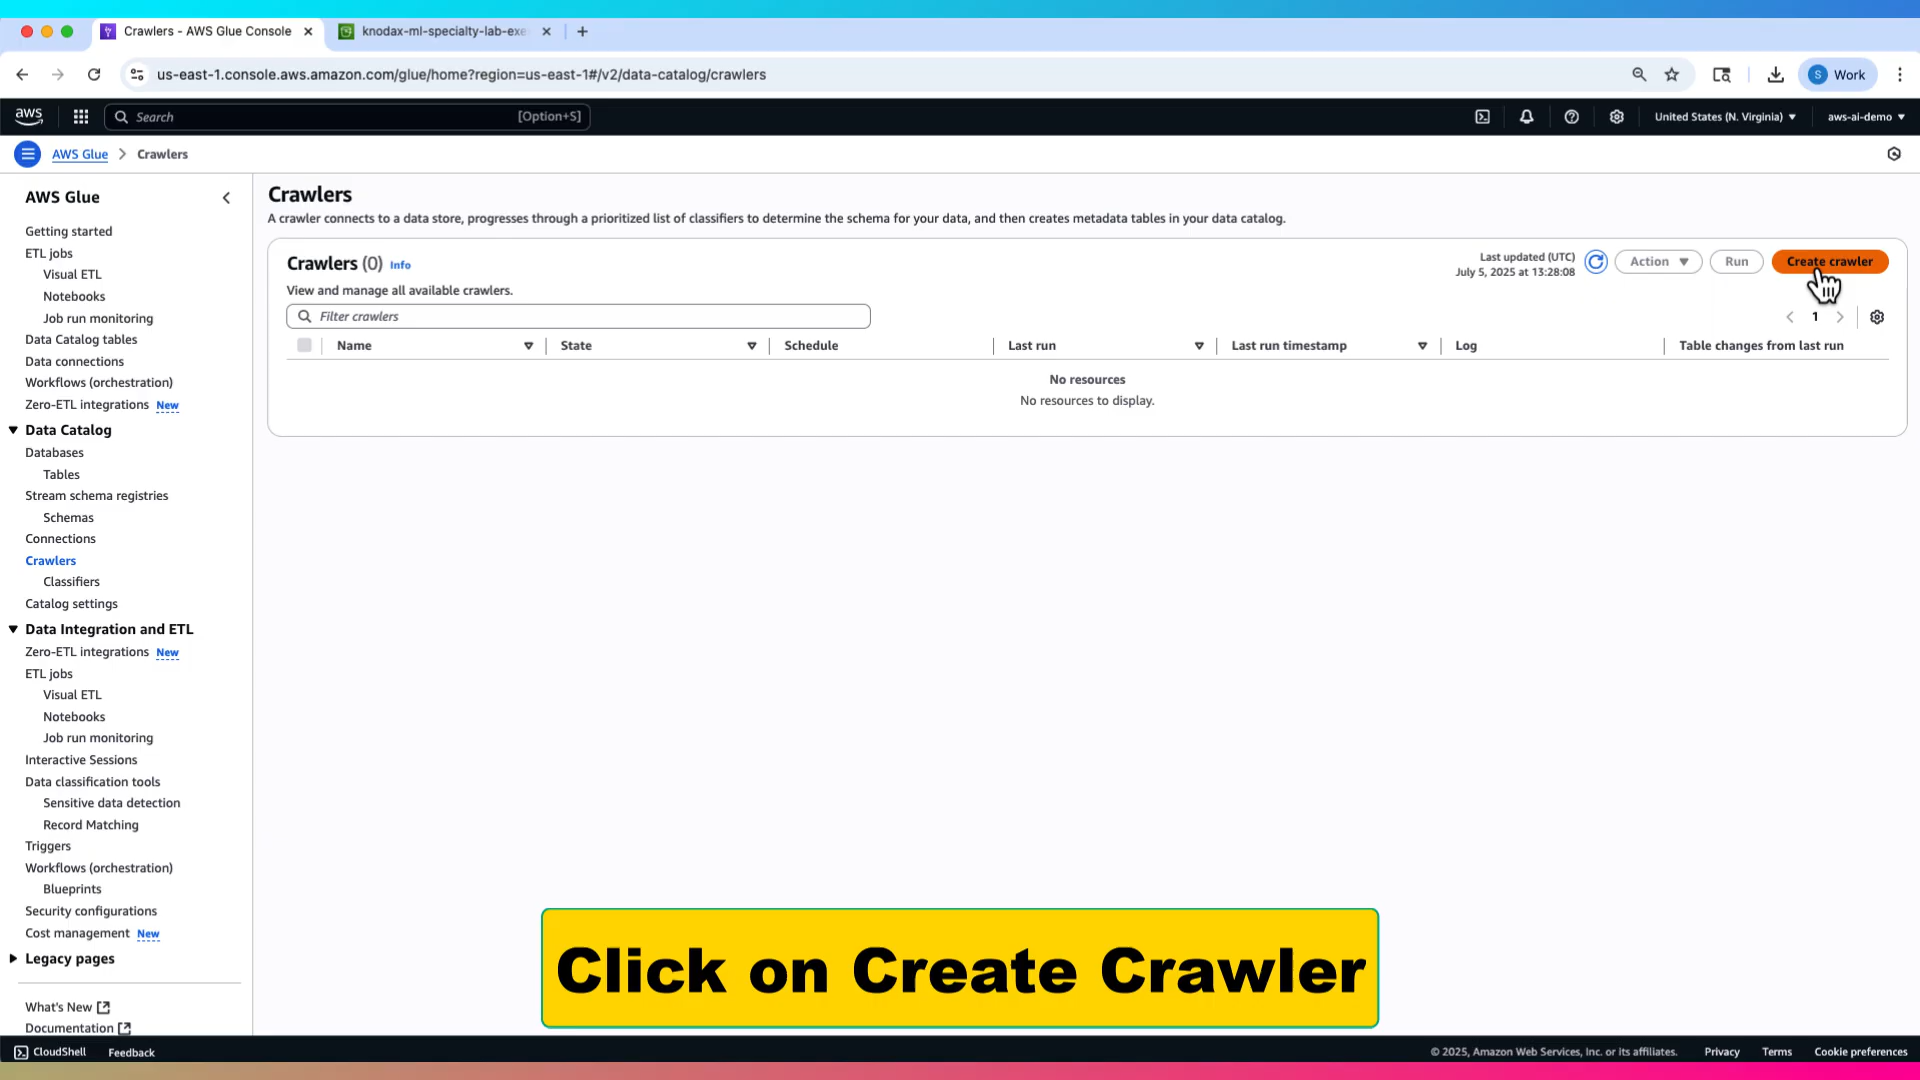 Crawlers - AWS Glue Console
knodax-ml-specialty-lab-exe
us-east-1.console.aws.amazon.com/glue/home?region=us-east-1#/v2/data-catalog/crawlers
S Work
aws
Search [Option+S]
United States (N. Virginia)
aws-ai-demo
AWS Glue
Crawlers
AWS Glue
Getting started
ETL jobs
Visual ETL
Notebooks
Job run monitoring
Data Catalog tables
Data connections
Workflows (orchestration)
Zero-ETL integrations New
Data Catalog
Databases
Tables
Stream schema registries
Schemas
Connections
Crawlers
Classifiers
Catalog settings
Data Integration and ETL
Zero-ETL integrations New
ETL jobs
Visual ETL
Notebooks
Job run monitoring
Interactive Sessions
Data classification tools
Sensitive data detection
Record Matching
Triggers
Workflows (orchestration)
Blueprints
Security configurations
Cost management New
Legacy pages
What's New
Documentation
Crawlers
A crawler connects to a data store, progresses through a prioritized list of classifiers to determine the schema for your data, and then creates metadata tables in your data catalog.
Crawlers (0) Info
Last updated (UTC)
July 5, 2025 at 13:28:08
Action
Run
Create crawler
View and manage all available crawlers.
Filter crawlers
1
Name State Schedule Last run Last run timestamp Log Table changes from last run
No resources
No resources to display.
Click on Create Crawler
CloudShell Feedback
© 2025, Amazon Web Services, Inc. or its affiliates. Privacy Terms Cookie preferences